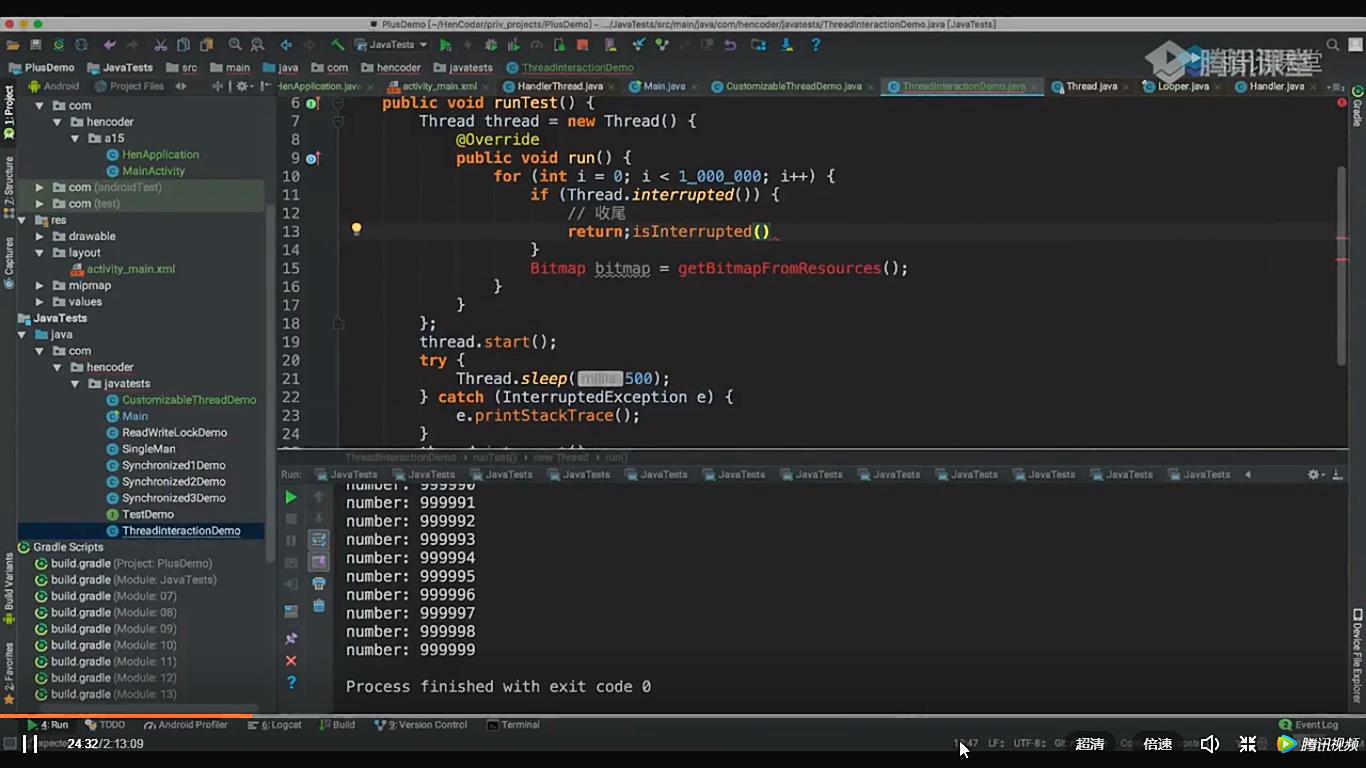 PlusDemo [~/HenCoder/priv_projects/PlusDemo] - .../JavaTests/src/main/java/com/hencoder/javatests/ThreadInteractionDemo.java [JavaTests]
JavaTests
PlusDemo JavaTests src main java com hencoder javatests ThreadInteractionDemo
腾讯课堂
Android Project Files
HenApplication.java activity_main.xml HandlerThread.java Main.java CustomizableThreadDemo.java ThreadInteractionDemo.java Thread.java Looper.java Handler.java
1: Project
Z: Structure
Captures
Build Variants
2: Favorites
Gradle
Device File Explorer
com
hencoder
a15
HenApplication
MainActivity
com (androidTest)
com (test)
res
drawable
layout
activity_main.xml
mipmap
values
JavaTests
java
com
hencoder
javatests
CustomizableThreadDemo
Main
ReadWriteLockDemo
SingleMan
Synchronized1Demo
Synchronized2Demo
Synchronized3Demo
TestDemo
ThreadInteractionDemo
Gradle Scripts
build.gradle (Project: PlusDemo)
build.gradle (Module: JavaTests)
build.gradle (Module: 07)
build.gradle (Module: 08)
build.gradle (Module: 09)
build.gradle (Module: 10)
build.gradle (Module: 11)
build.gradle (Module: 12)
build.gradle (Module: 13)
6 public void runTest() {
7 Thread thread = new Thread() {
8 @Override
9 public void run() {
10 for (int i = 0; i < 1_000_000; i++) {
11 if (Thread.interrupted()) {
12 // 收尾
13 return;isInterrupted()
14 }
15 Bitmap bitmap = getBitmapFromResources();
16 }
17 }
18 };
19 thread.start();
20 try {
21 Thread.sleep( millis: 500);
22 } catch (InterruptedException e) {
23 e.printStackTrace();
24 }
ThreadInteractionDemo › runTest() › new Thread › run()
Run: JavaTests JavaTests JavaTests JavaTests JavaTests JavaTests JavaTests JavaTests JavaTests JavaTests JavaTests JavaTests
number: 999990
number: 999991
number: 999992
number: 999993
number: 999994
number: 999995
number: 999996
number: 999997
number: 999998
number: 999999
Process finished with exit code 0
4: Run TODO Android Profiler 6: Logcat Build 9: Version Control Terminal 2 Event Log
24:32/2:13:09 LF: UTF-8: 超清 倍速 腾讯视频